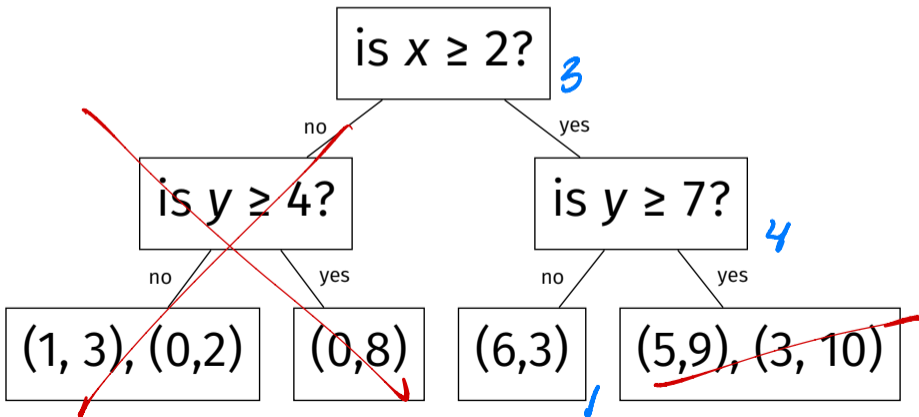 is x ≥ 2?
3
no
yes
is y ≥ 4?
is y ≥ 7?
4
no
yes
no
yes
(1, 3), (0,2)
(0,8)
(6,3)
(5,9), (3, 10)